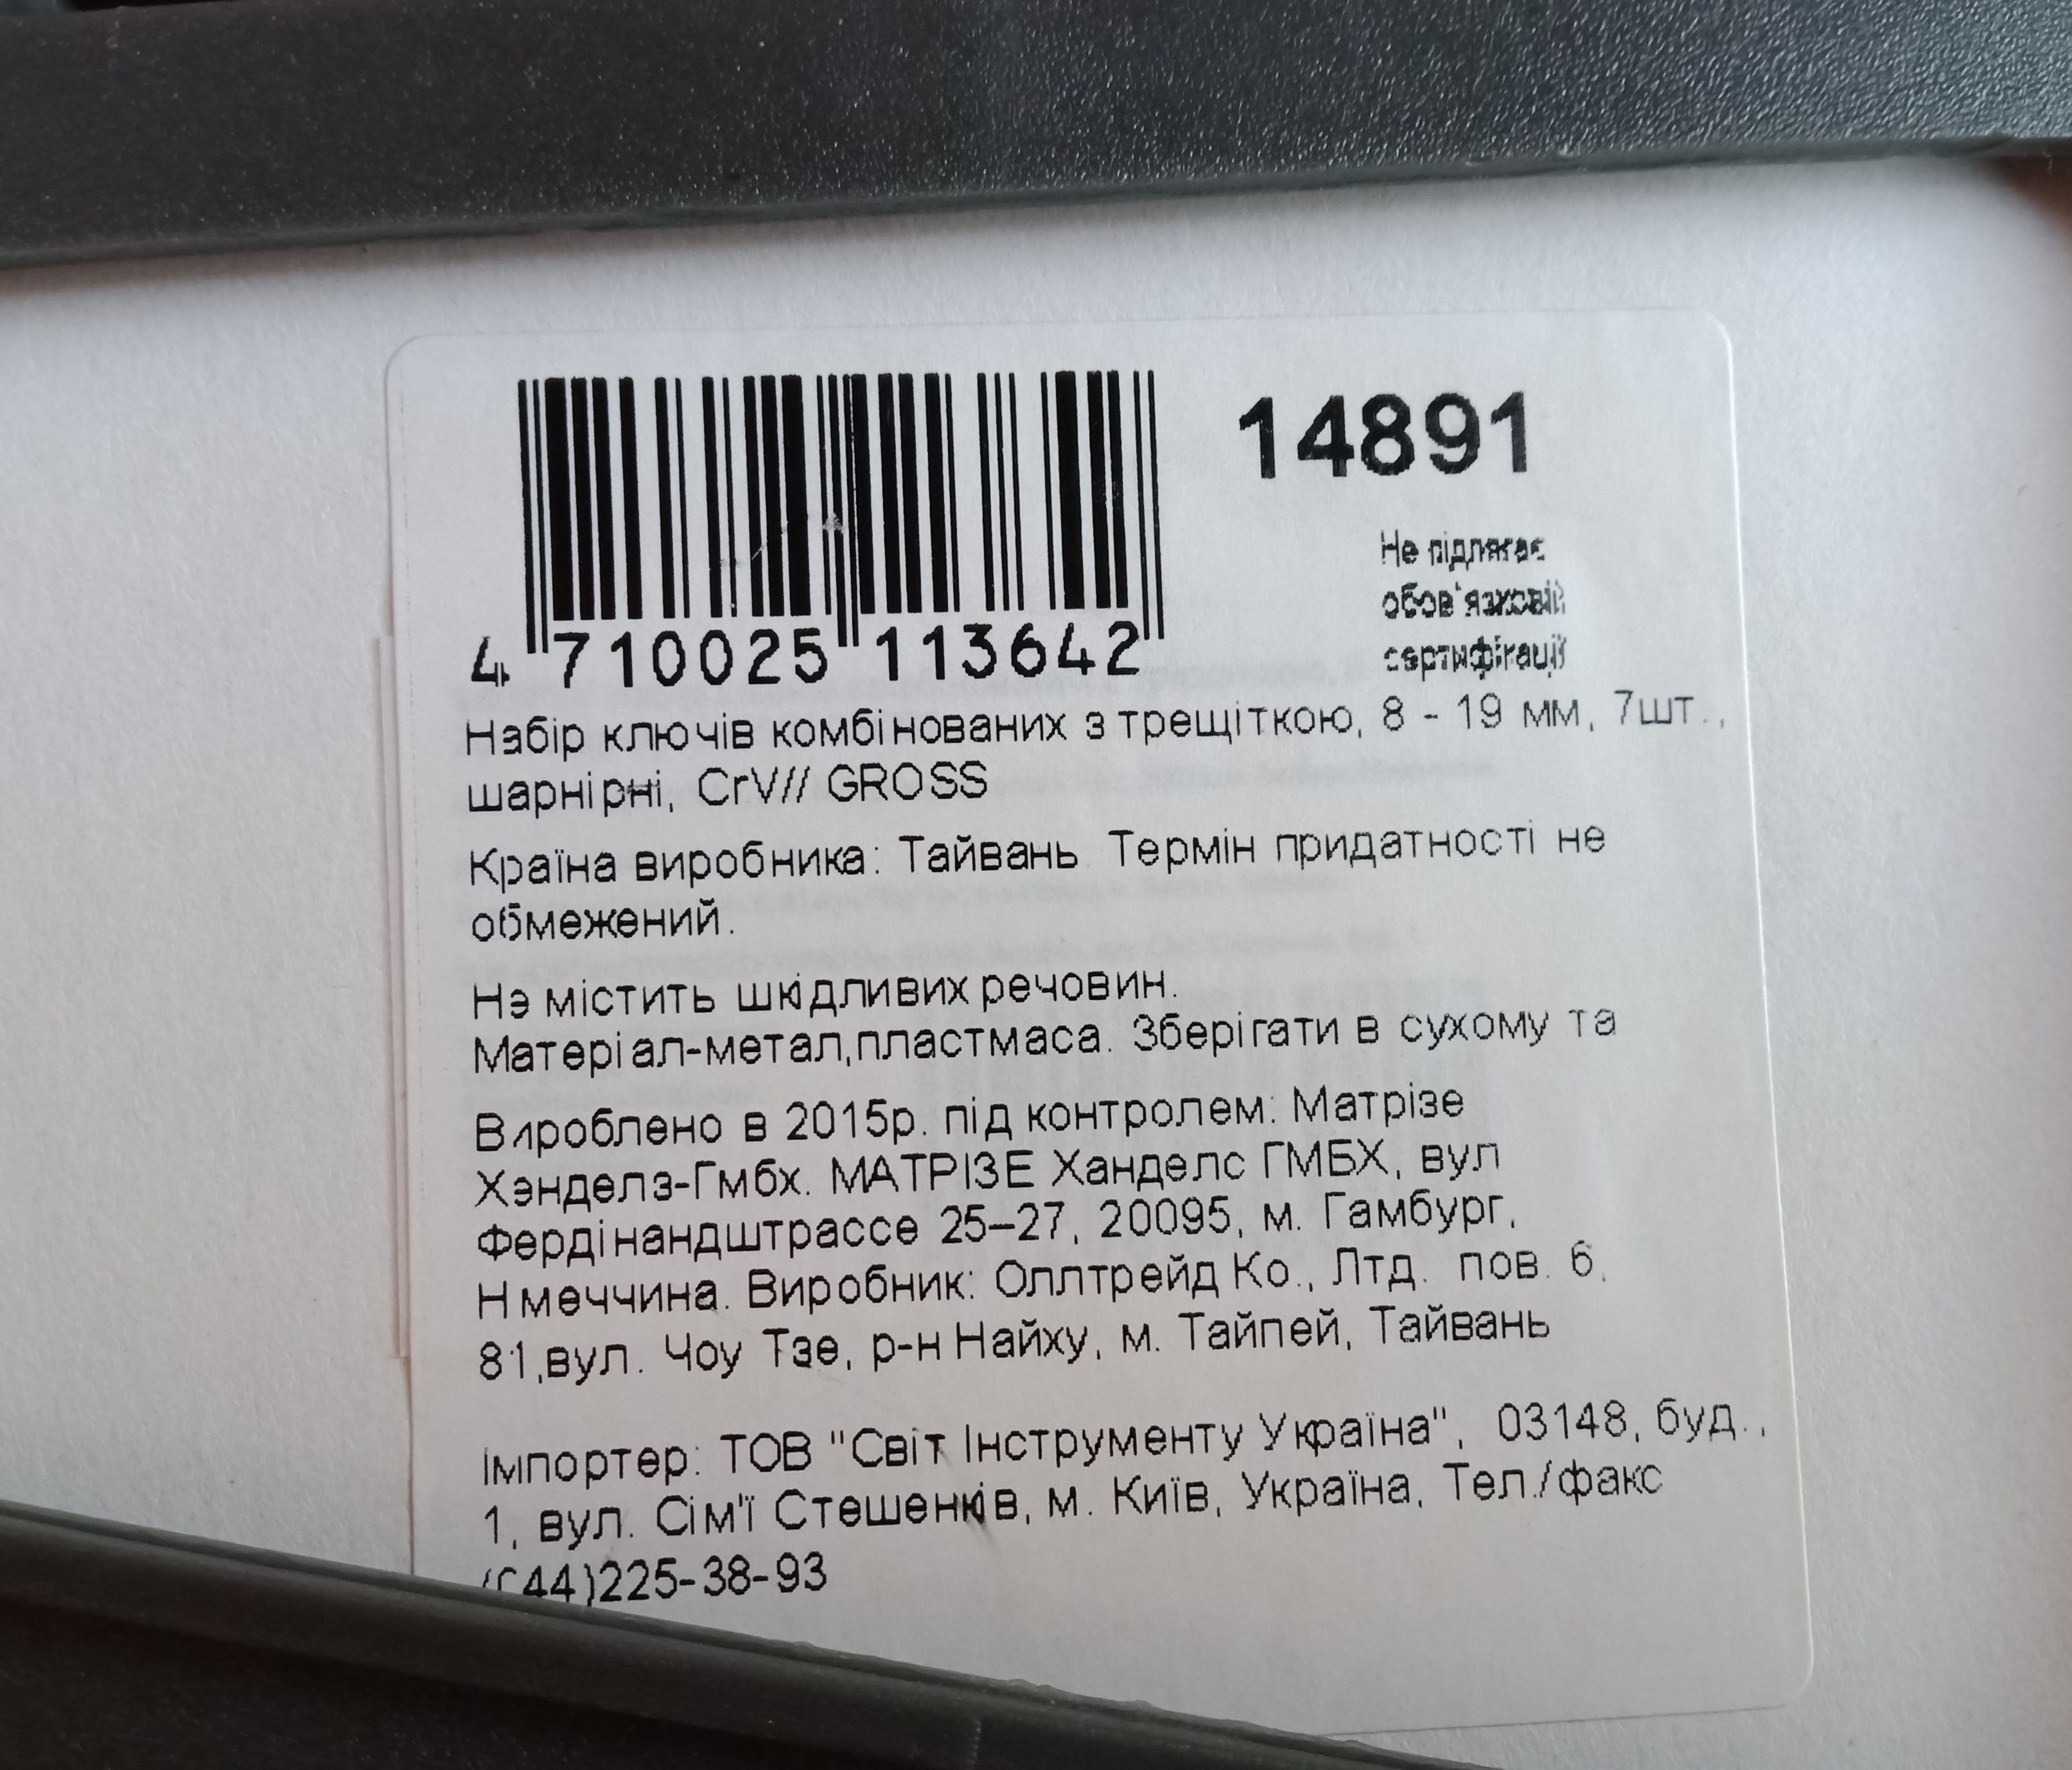 14891
Не підлягає
обов'язковій
сертифікації
4 710025 113642
Набір ключів комбінованих з трещіткою, 8 - 19 мм, 7шт.,
шарнірні, CrV// GROSS
Країна виробника: Тайвань Термін придатності не
обмежений.
Не містить шкідливих речовин.
Матеріал-метал,пластмаса. Зберігати в сухому та
Вироблено в 2015р. під контролем: Матрізе
Хэнделз-Гмбх. МАТРІЗЕ Ханделс ГМБХ, вул
Фердінандштрассе 25–27, 20095, м. Гамбург,
Нмеччина. Виробник: Оллтрейд Ко., Лтд. пов. 6,
81,вул. Чоу Тзе, р-н Найху, м. Тайпей, Тайвань
Імпортер: ТОВ "Світ Інструменту Україна", 03148, буд.,
1, вул. Сім'ї Стешенків, м. Київ, Україна, Тел./факс
(044)225-38-93